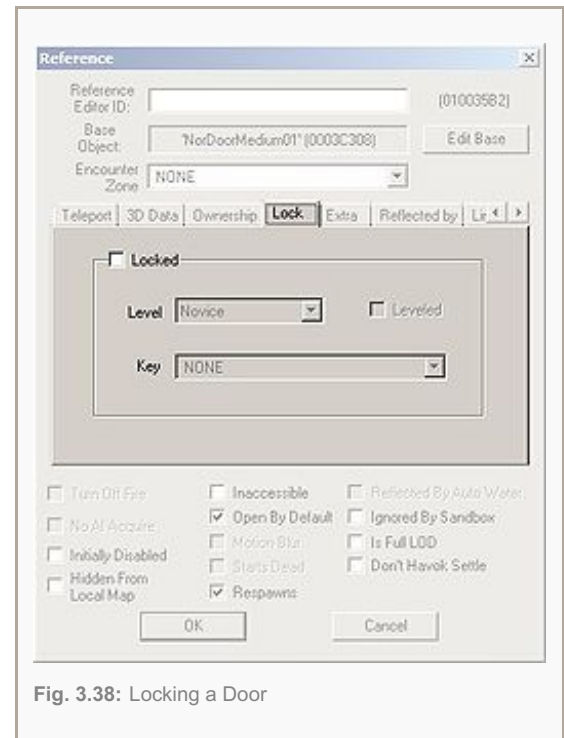 Reference
Reference Editor ID:
(010035B2)
Base Object:
"NorDoorMedium01" (0003C308)
Edit Base
Encounter Zone
NONE
Teleport
3D Data
Ownership
Lock
Extra
Reflected by
Lir
Locked
Level
Novice
Leveled
Key
NONE
Turn Off Fire
Inaccessible
Reflected By Auto Water
No AI Acquire
Open By Default
Ignored By Sandbox
Initially Disabled
Motion Blur
Is Full LOD
Hidden From Local Map
Starts Dead
Don't Havok Settle
Respawns
OK
Cancel
Fig. 3.38: Locking a Door